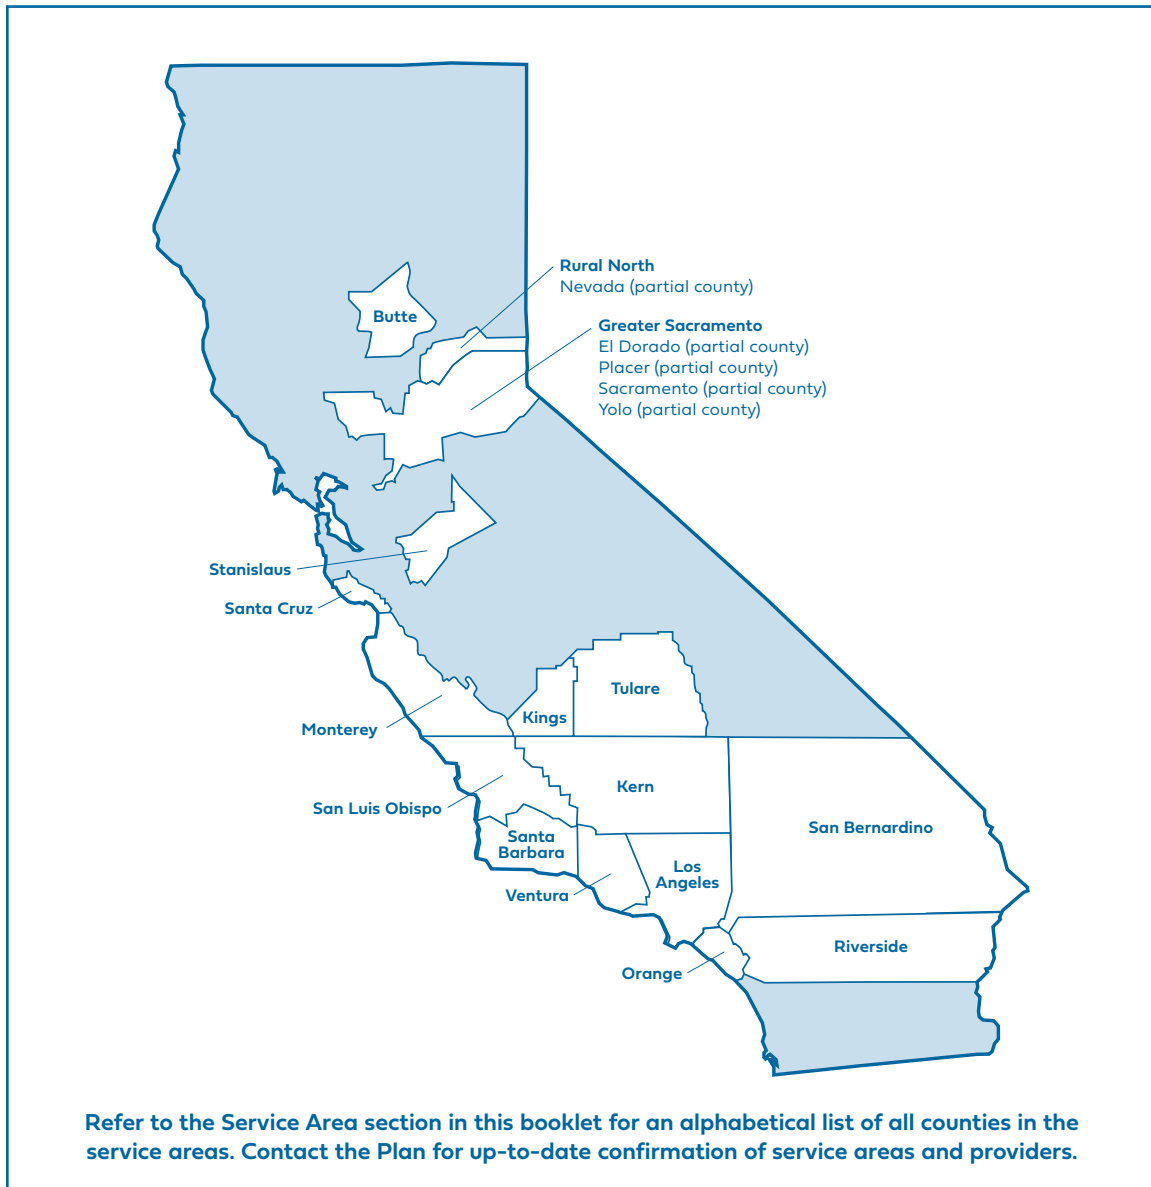 Rural North
Nevada (partial county)
Butte
Greater Sacramento
El Dorado (partial county)
Placer (partial county)
Sacramento (partial county)
Yolo (partial county)
Stanislaus
Santa Cruz
Tulare
Kings
Monterey
Kern
San Luis Obispo
San Bernardino
Santa
Barbara
Los
Angeles
Ventura
Riverside
Orange
Refer to the Service Area section in this booklet for an alphabetical list of all counties in the
service areas. Contact the Plan for up-to-date confirmation of service areas and providers.